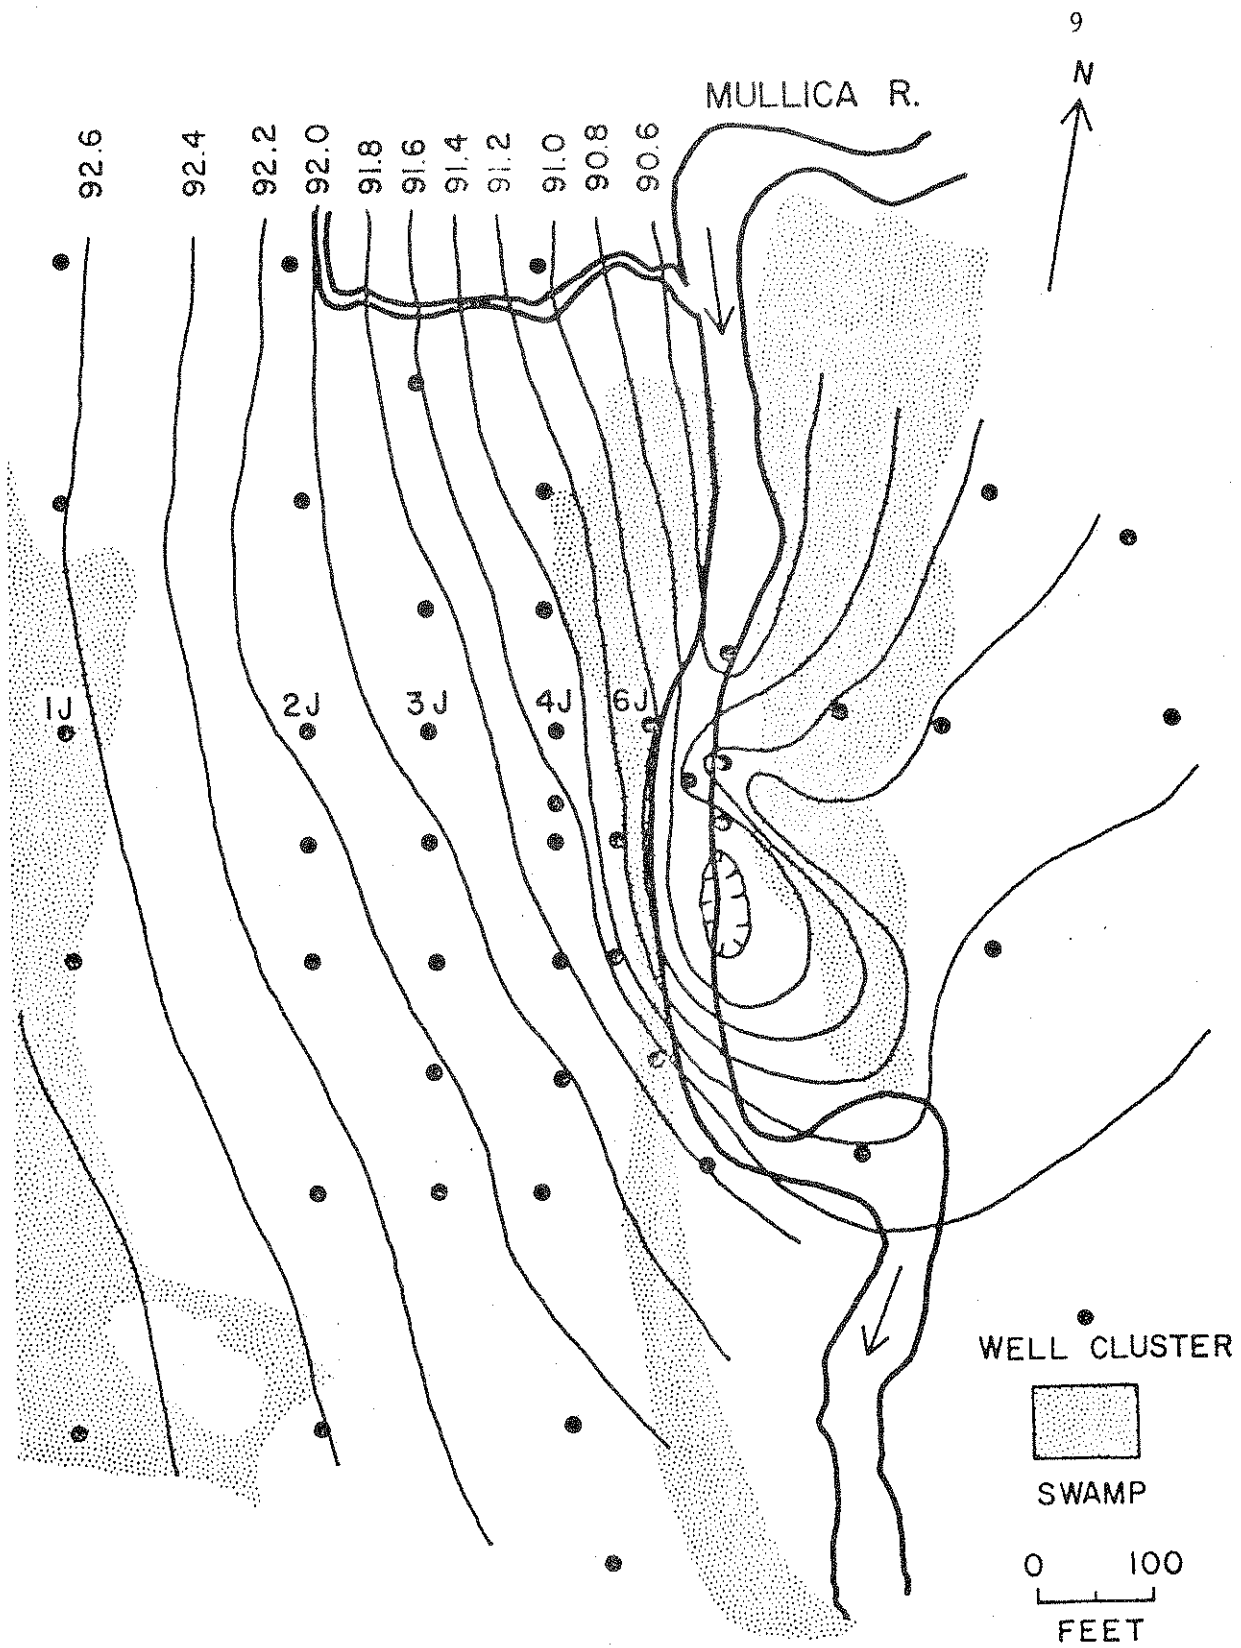 9
N
MULLICA R.
92.6 92.4 92.2 92.0 91.8 91.6 91.4 91.2 91.0 90.8 90.6
1J 2J 3J 4J 6J
WELL CLUSTER
SWAMP
0 100
FEET